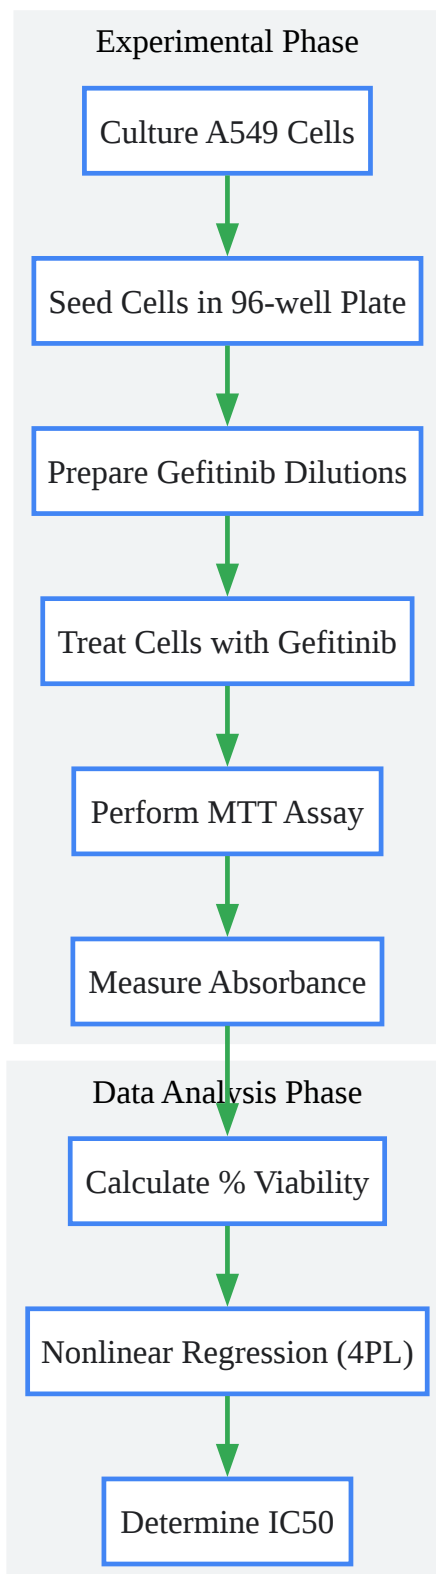 Experimental Phase
Culture A549 Cells
Seed Cells in 96-well Plate
Prepare Gefitinib Dilutions
Treat Cells with Gefitinib
Perform MTT Assay
Measure Absorbance
Data Analysis Phase
Calculate % Viability
Nonlinear Regression (4PL)
Determine IC50